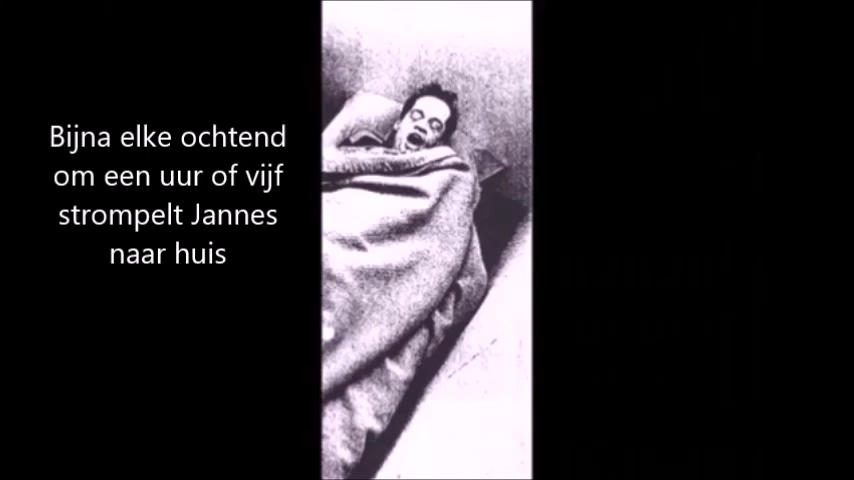 Bijna elke ochtend
om een uur of vijf
strompelt Jannes
naar huis